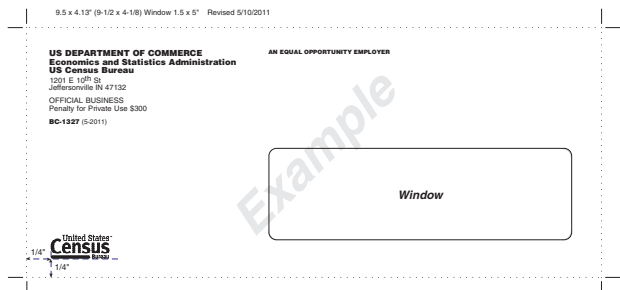 9.5 x 4.13" (9-1/2 x 4-1/8) Window 1.5 x 5" Revised 5/10/2011
US DEPARTMENT OF COMMERCE
Economics and Statistics Administration
US Census Bureau
1201 E 10th St
Jeffersonville IN 47132
OFFICIAL BUSINESS
Penalty for Private Use $300
BC-1327 (5-2011)
AN EQUAL OPPORTUNITY EMPLOYER
Example
Window
United States™
Census
Bureau
1/4"
1/4"